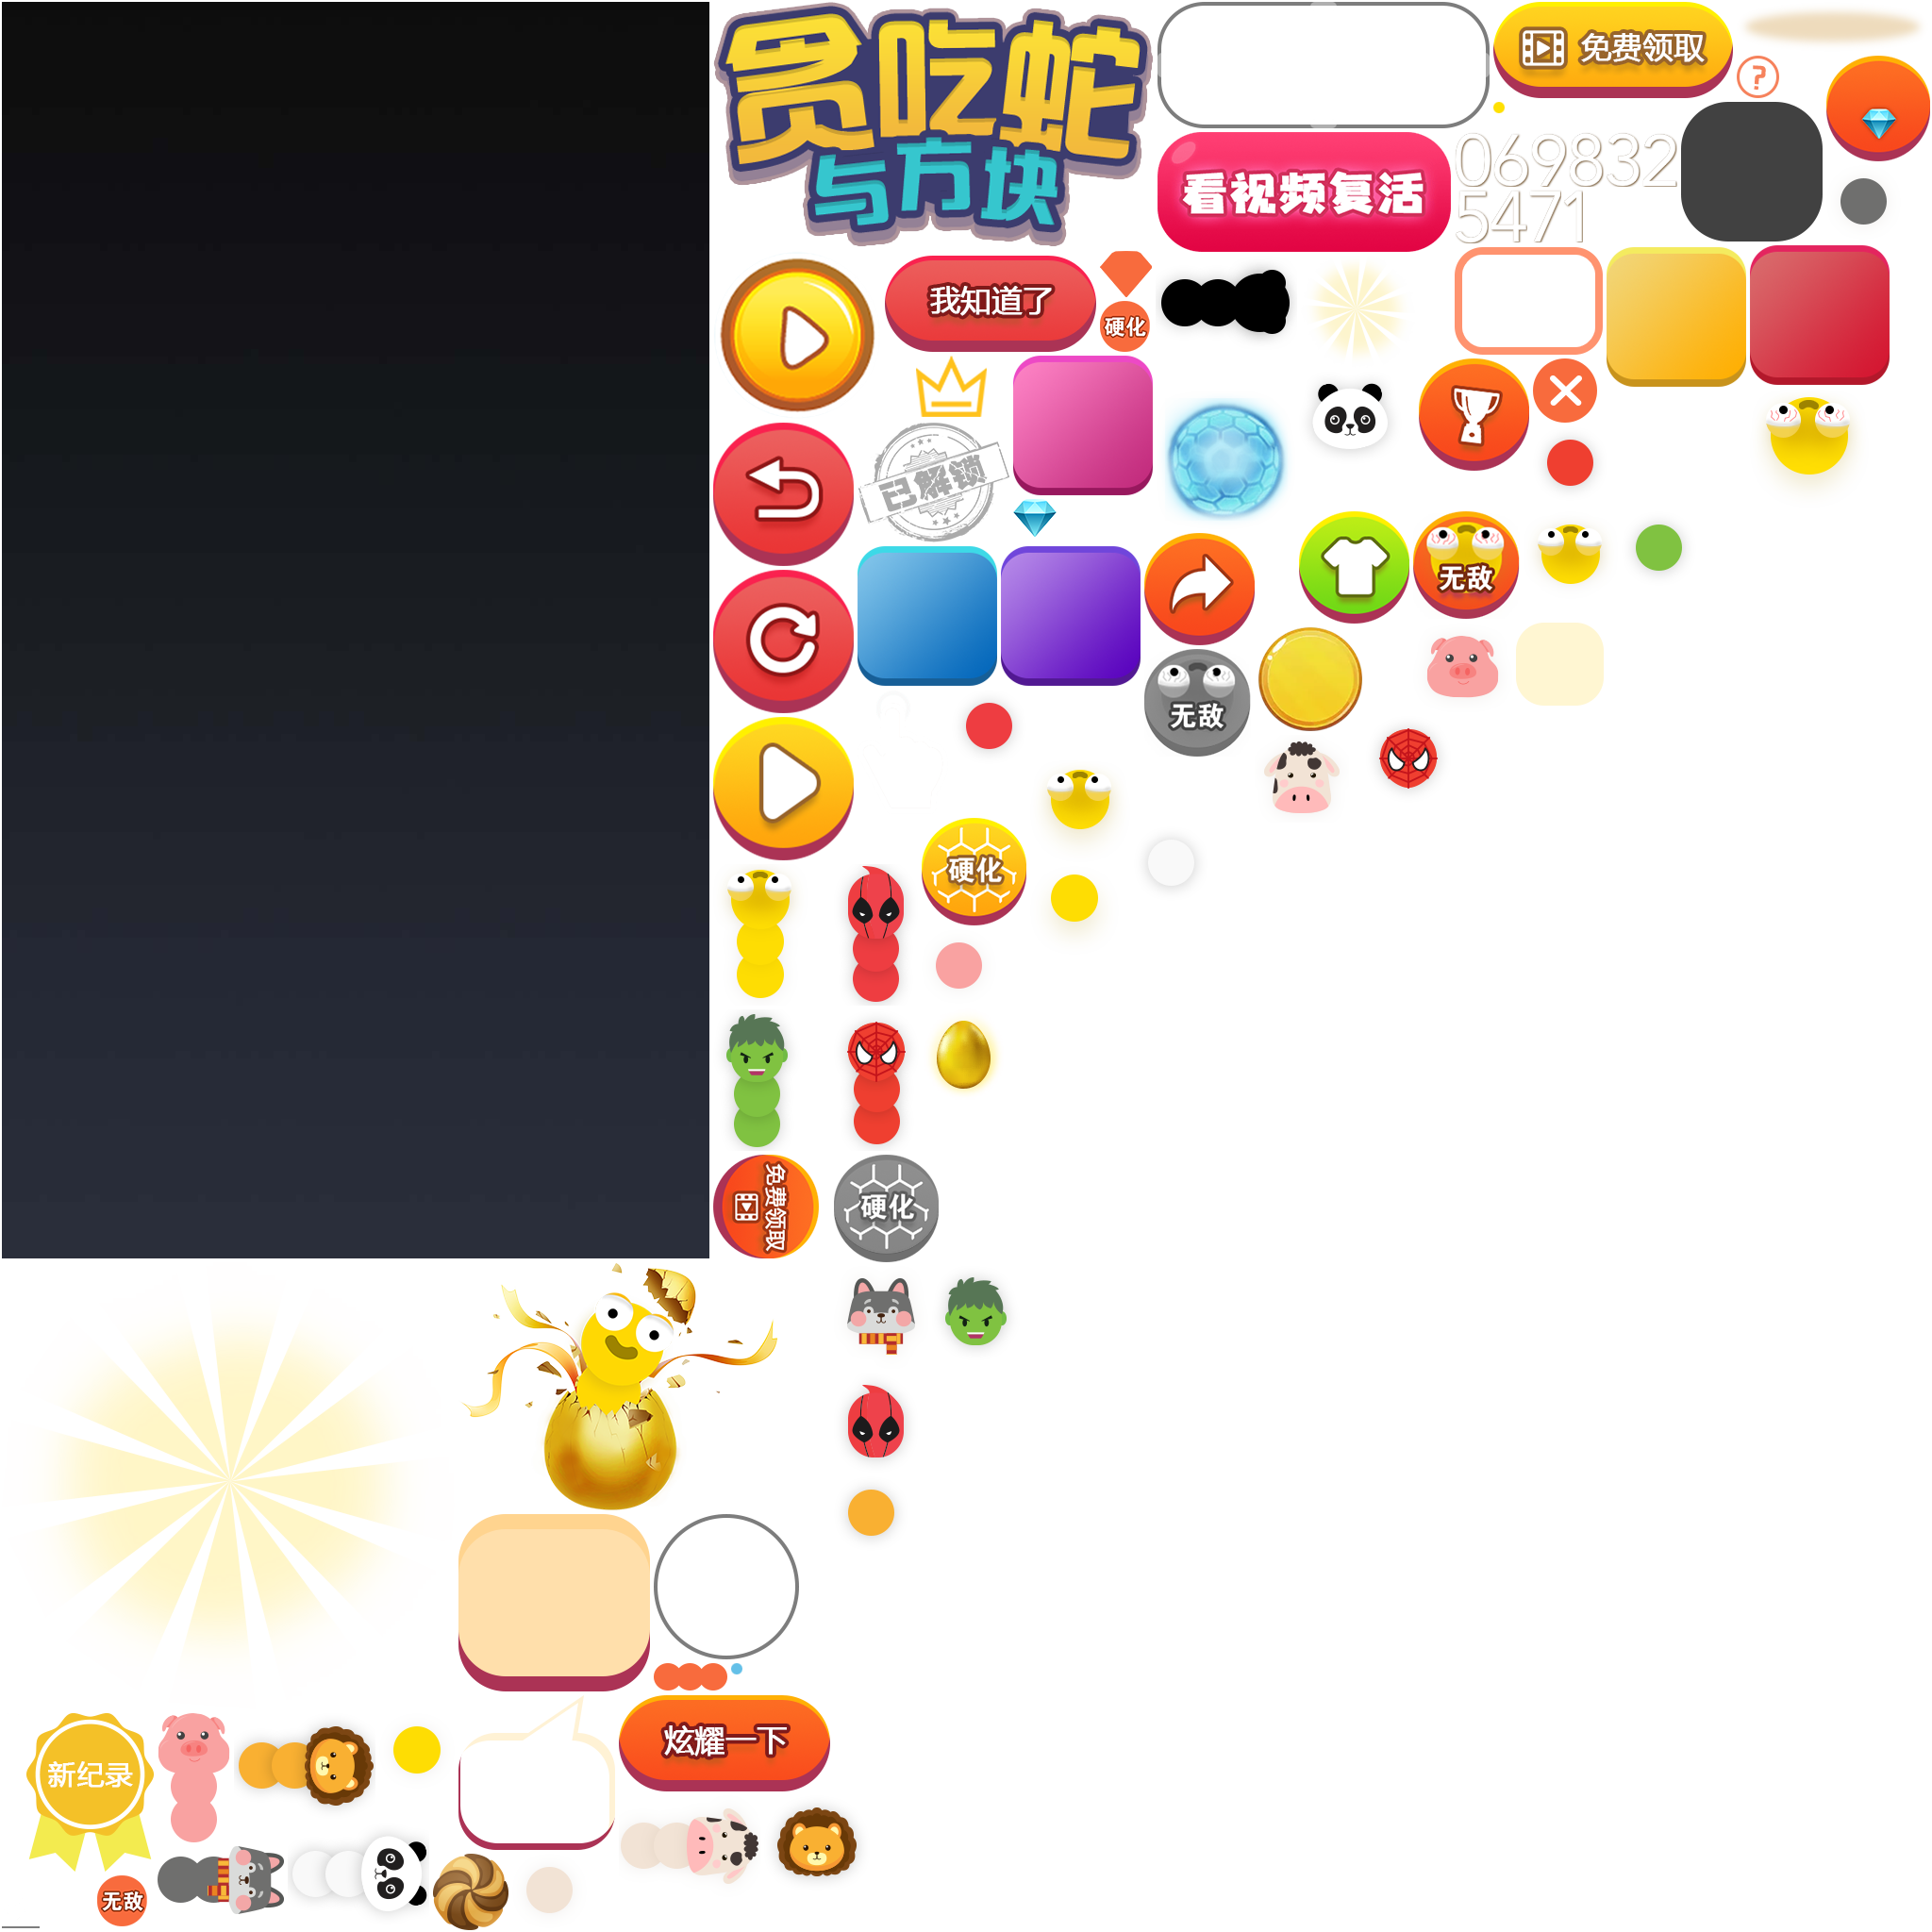 贪吃蛇
与方块
免费领取
?
看视频复活
069832
5471
我知道了
硬化
已解锁
无敌
无敌
硬化
免费领取
硬化
炫耀一下
新纪录
无敌